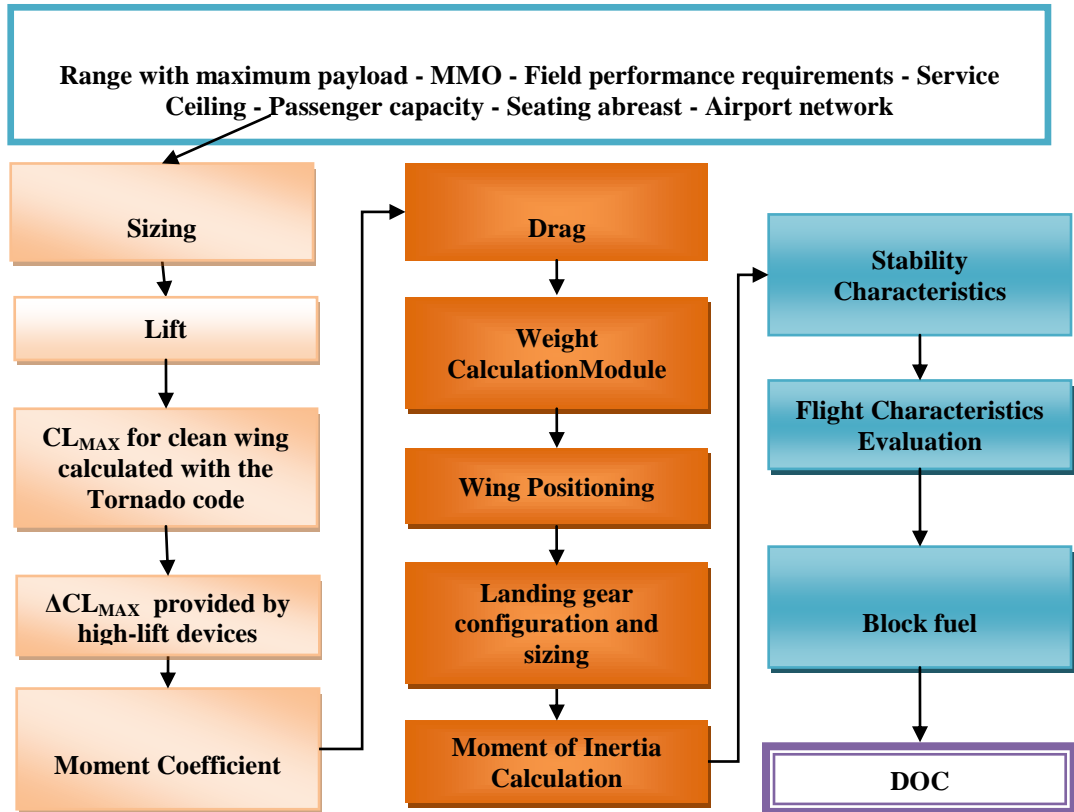 Range with maximum payload - MMO - Field performance requirements - Service
Ceiling - Passenger capacity - Seating abreast - Airport network
Sizing
Lift
CL_MAX for clean wing
calculated with the
Tornado code
ΔCL_MAX provided by
high-lift devices
Moment Coefficient
Drag
Weight
CalculationModule
Wing Positioning
Landing gear
configuration and
sizing
Moment of Inertia
Calculation
Stability
Characteristics
Flight Characteristics
Evaluation
Block fuel
DOC